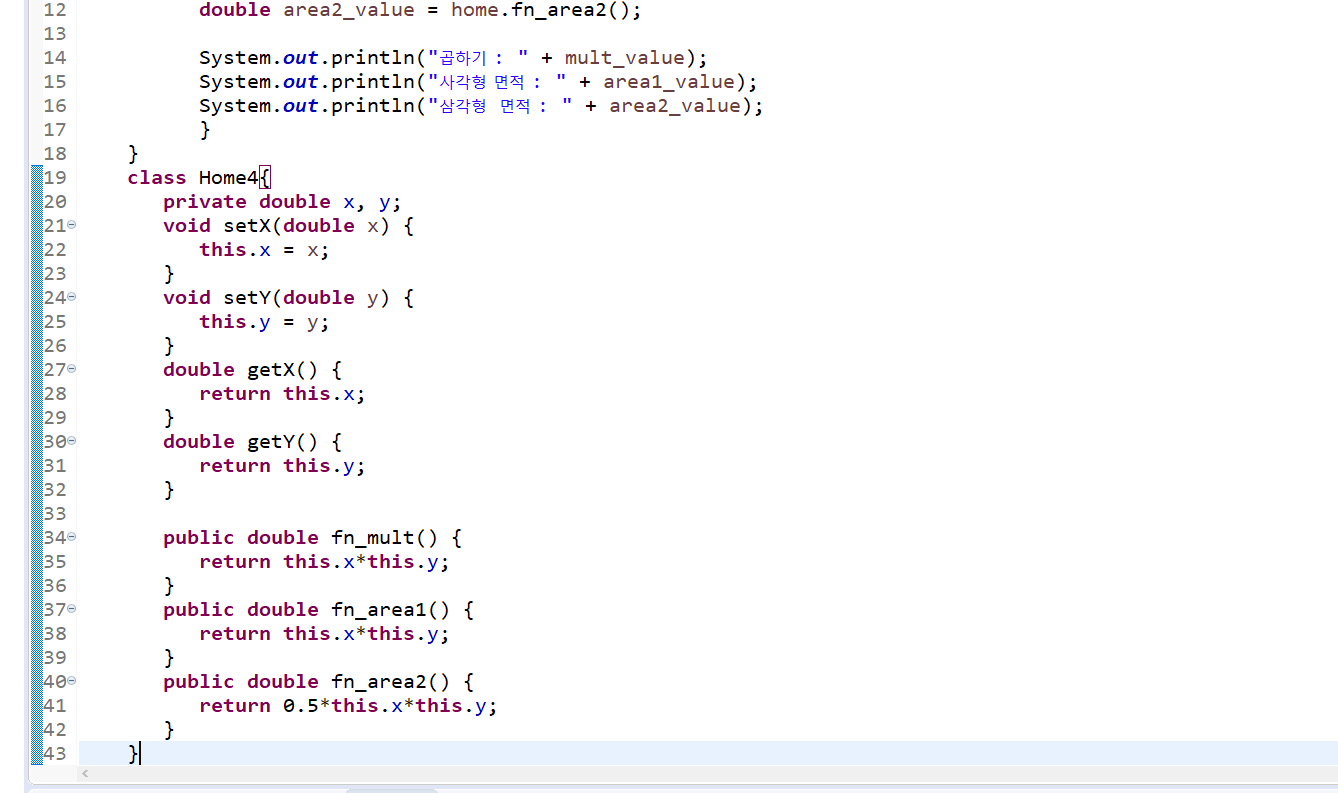 12 double area2_value = home.fn_area2();
13
14 System.out.println("곱하기 : " + mult_value);
15 System.out.println("사각형 면적 : " + area1_value);
16 System.out.println("삼각형  면적 : " + area2_value);
17 }
18 }
19 class Home4{
20 private double x, y;
21 void setX(double x) {
22 this.x = x;
23 }
24 void setY(double y) {
25 this.y = y;
26 }
27 double getX() {
28 return this.x;
29 }
30 double getY() {
31 return this.y;
32 }
33
34 public double fn_mult() {
35 return this.x*this.y;
36 }
37 public double fn_area1() {
38 return this.x*this.y;
39 }
40 public double fn_area2() {
41 return 0.5*this.x*this.y;
42 }
43 }